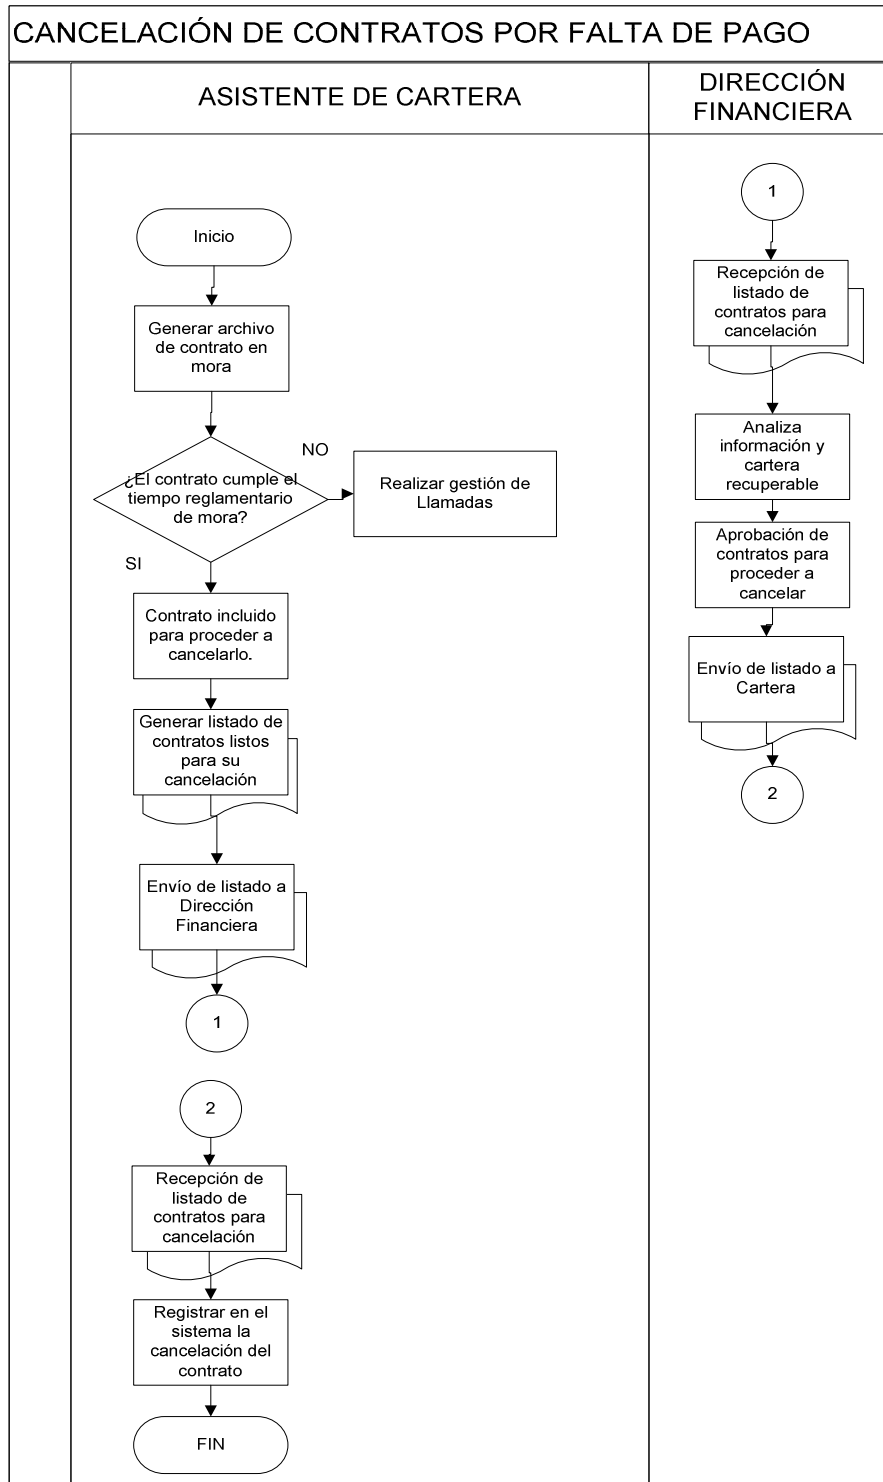 CANCELACIÓN DE CONTRATOS POR FALTA DE PAGO
ASISTENTE DE CARTERA
DIRECCIÓN
FINANCIERA
Inicio
Generar archivo
de contrato en
mora
¿El contrato cumple el
tiempo reglamentario
de mora?
NO
Realizar gestión de
Llamadas
SI
Contrato incluido
para proceder a
cancelarlo.
Generar listado de
contratos listos
para su
cancelación
Envío de listado a
Dirección
Financiera
1
2
Recepción de
listado de
contratos para
cancelación
Registrar en el
sistema la
cancelación del
contrato
FIN
1
Recepción de
listado de
contratos para
cancelación
Analiza
información y
cartera
recuperable
Aprobación de
contratos para
proceder a
cancelar
Envío de listado a
Cartera
2